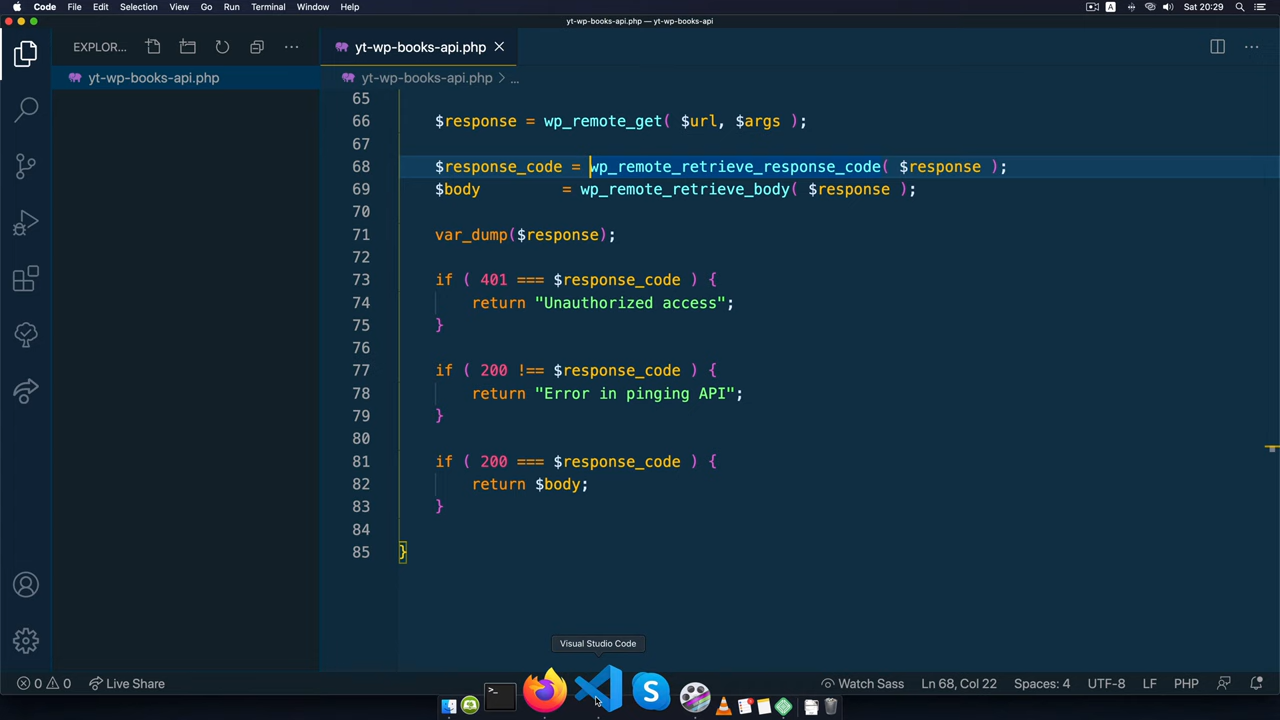 Code File Edit Selection View Go Run Terminal Window Help
A Sat 20:29
yt-wp-books-api.php — yt-wp-books-api
EXPLOR... ...
yt-wp-books-api.php
yt-wp-books-api.php
...
yt-wp-books-api.php > ...
65
66 $response = wp_remote_get( $url, $args );
67
68 $response_code = wp_remote_retrieve_response_code( $response );
69 $body = wp_remote_retrieve_body( $response );
70
71 var_dump($response);
72
73 if ( 401 === $response_code ) {
74 return "Unauthorized access";
75 }
76
77 if ( 200 !== $response_code ) {
78 return "Error in pinging API";
79 }
80
81 if ( 200 === $response_code ) {
82 return $body;
83 }
84
85 }
Visual Studio Code
0 0 Live Share
Watch Sass Ln 68, Col 22 Spaces: 4 UTF-8 LF PHP
>_
S